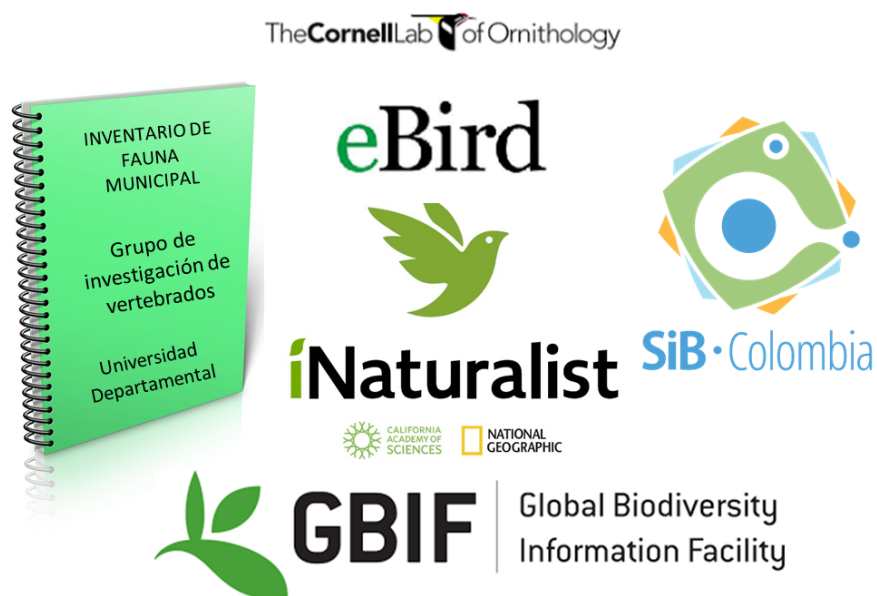 TheCornellLab of Ornithology
INVENTARIO DE
FAUNA
MUNICIPAL
Grupo de
investigación de
vertebrados
Universidad
Departamental
eBird
iNaturalist
CALIFORNIA
ACADEMY OF
SCIENCES
NATIONAL
GEOGRAPHIC
SiB·Colombia
GBIF
Global Biodiversity
Information Facility